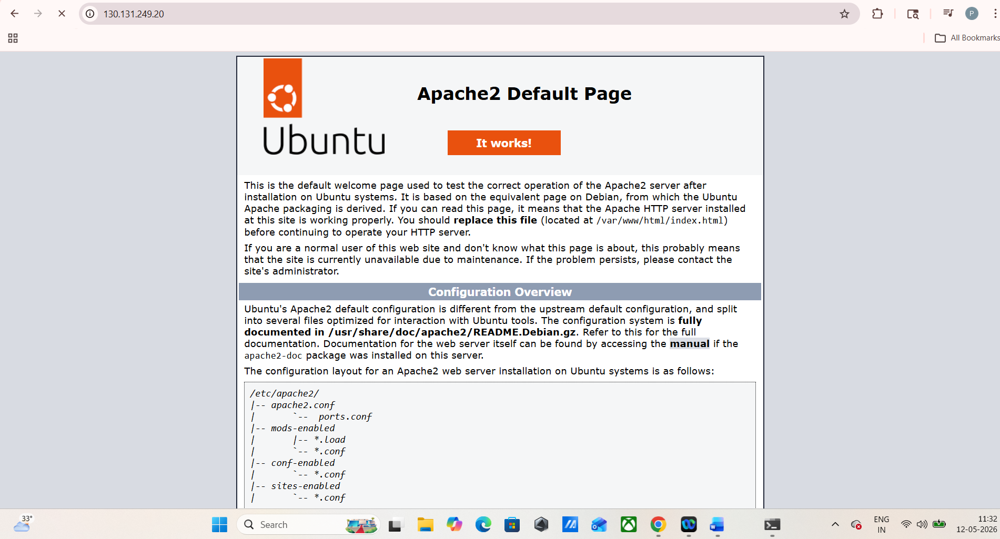 130.131.249.20
P
All Bookmarks
Apache2 Default Page
Ubuntu
It works!
This is the default welcome page used to test the correct operation of the Apache2 server after
installation on Ubuntu systems. It is based on the equivalent page on Debian, from which the Ubuntu
Apache packaging is derived. If you can read this page, it means that the Apache HTTP server installed
at this site is working properly. You should replace this file (located at /var/www/html/index.html)
before continuing to operate your HTTP server.
If you are a normal user of this web site and don't know what this page is about, this probably means
that the site is currently unavailable due to maintenance. If the problem persists, please contact the
site's administrator.
Configuration Overview
Ubuntu's Apache2 default configuration is different from the upstream default configuration, and split
into several files optimized for interaction with Ubuntu tools. The configuration system is fully
documented in /usr/share/doc/apache2/README.Debian.gz. Refer to this for the full
documentation. Documentation for the web server itself can be found by accessing the manual if the
apache2-doc package was installed on this server.
The configuration layout for an Apache2 web server installation on Ubuntu systems is as follows:
/etc/apache2/
|-- apache2.conf
|       `--  ports.conf
|-- mods-enabled
|       |-- *.load
|       `-- *.conf
|-- conf-enabled
|       `-- *.conf
|-- sites-enabled
|       `-- *.conf
33°
Search
ENG
IN
11:32
12-05-2026